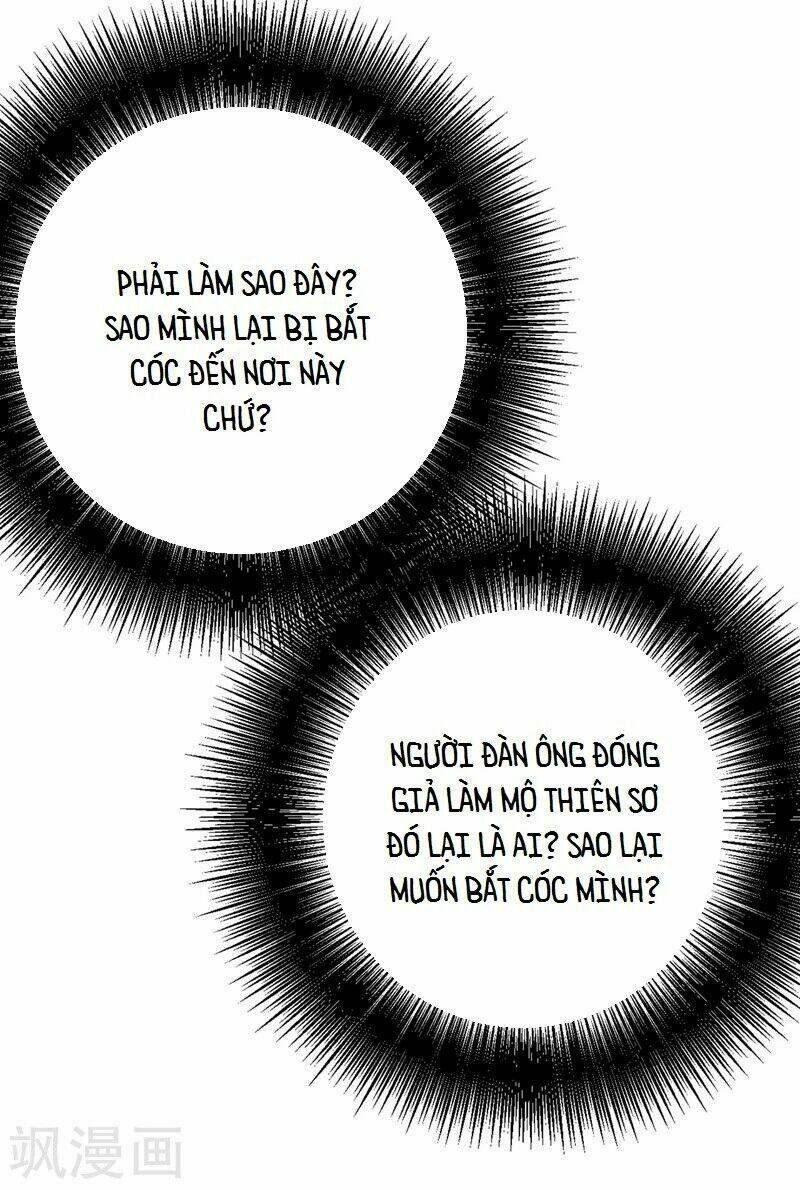 PHẢI LÀM SAO ĐÂY?
SAO MÌNH LẠI BỊ BẮT
CÓC ĐẾN NƠI NÀY
CHỨ?
NGƯỜI ĐÀN ÔNG ĐÓNG
GIẢ LÀM MỘ THIÊN SƠ
ĐÓ LẠI LÀ AI? SAO LẠI
MUỐN BẮT CÓC MÌNH?
飒漫画